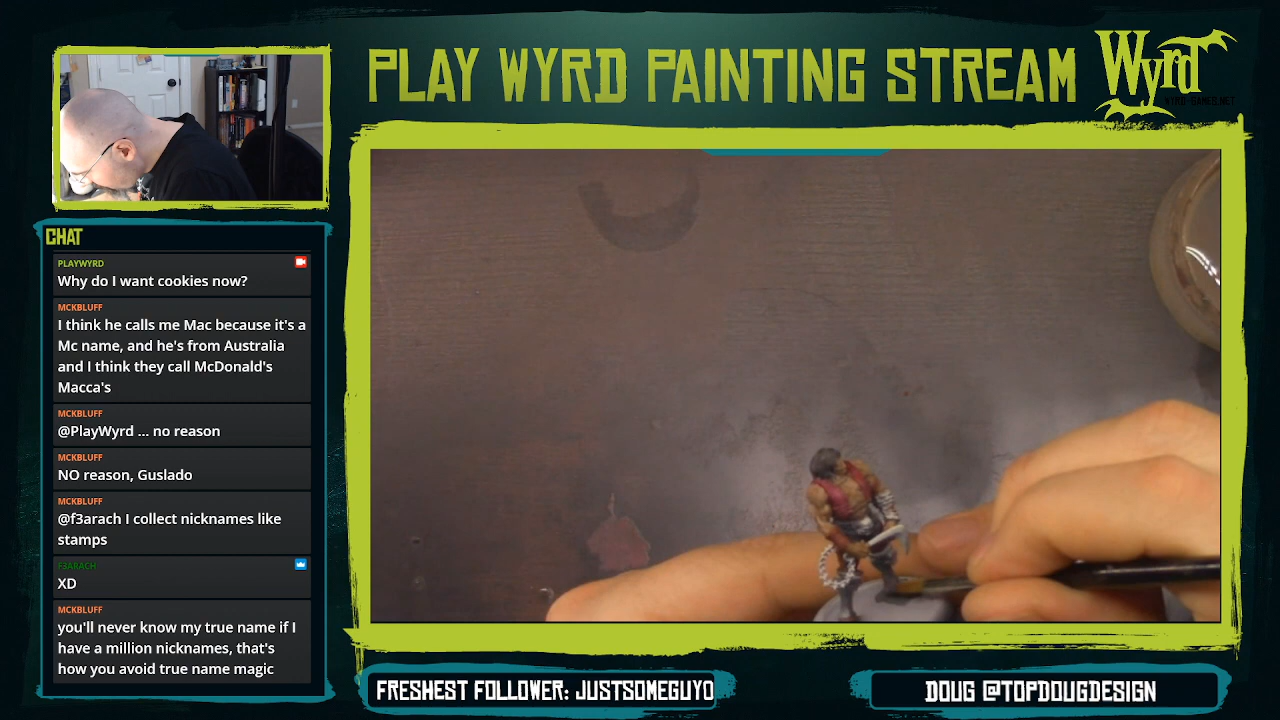 PLAY WYRD PAINTING STREAM
Wyrd
WYRD-GAMES.NET
CHAT
PLAYWYRD
Why do I want cookies now?
MCKBLUFF
I think he calls me Mac because it's a
Mc name, and he's from Australia
and I think they call McDonald's
Macca's
MCKBLUFF
@PlayWyrd ... no reason
MCKBLUFF
NO reason, Guslado
MCKBLUFF
@f3arach I collect nicknames like
stamps
F3ARACH
XD
MCKBLUFF
you'll never know my true name if I
have a million nicknames, that's
how you avoid true name magic
FRESHEST FOLLOWER: JUSTSOMEGUYO
DOUG @TOPDOUGDESIGN